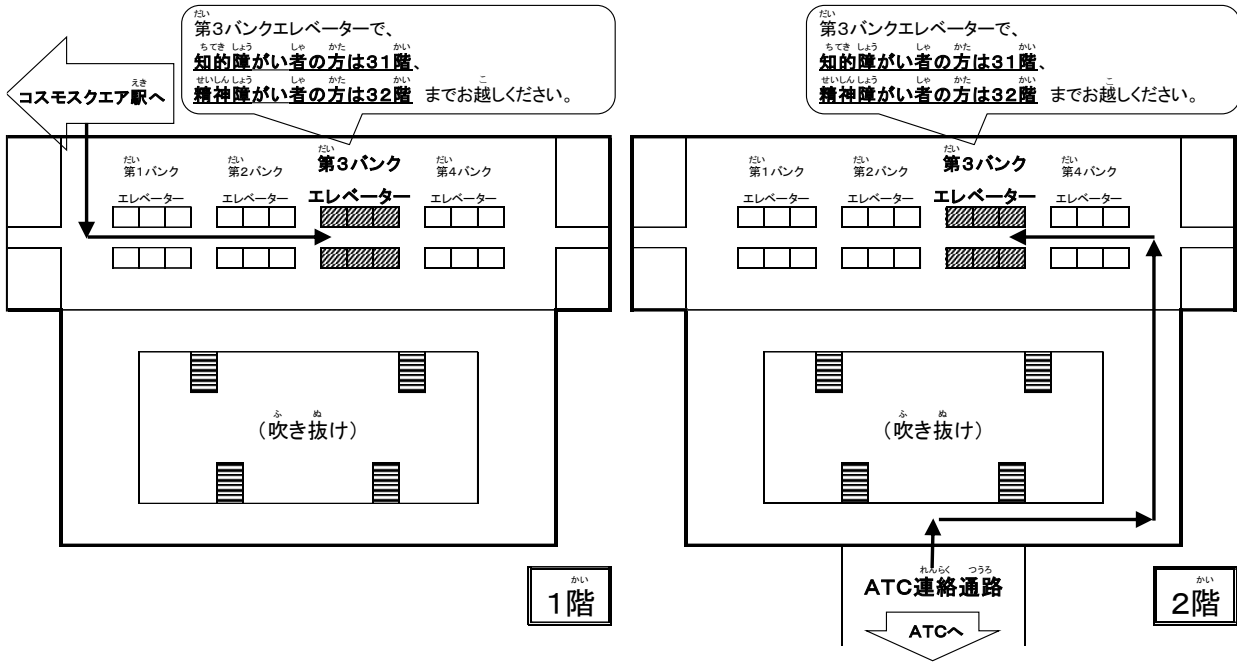 第3バンクエレベーターで、
知的障がい者の方は31階、
精神障がい者の方は32階 までお越しください。
コスモスクエア駅へ
第1バンク
エレベーター
第2バンク
エレベーター
第3バンク
エレベーター
第4バンク
エレベーター
(吹き抜け)
1階
第3バンクエレベーターで、
知的障がい者の方は31階、
精神障がい者の方は32階 までお越しください。
第1バンク
エレベーター
第2バンク
エレベーター
第3バンク
エレベーター
第4バンク
エレベーター
(吹き抜け)
ATC連絡通路
ATCへ
2階